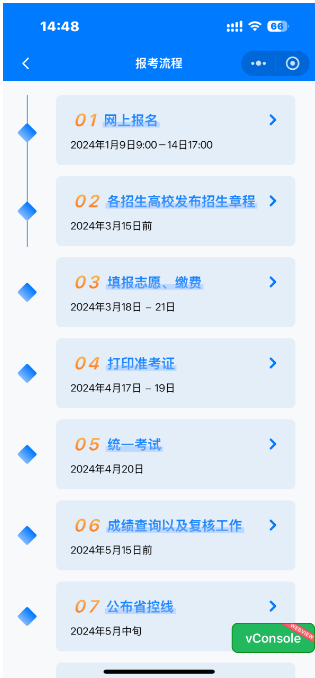 14:48
66
报考流程
01 网上报名
2024年1月9日9:00－14日17:00
02 各招生高校发布招生章程
2024年3月15日前
03 填报志愿、缴费
2024年3月18日 – 21日
04 打印准考证
2024年4月17日 – 19日
05 统一考试
2024年4月20日
06 成绩查询以及复核工作
2024年5月15日前
07 公布省控线
2024年5月中旬
WEBVIEW
vConsole